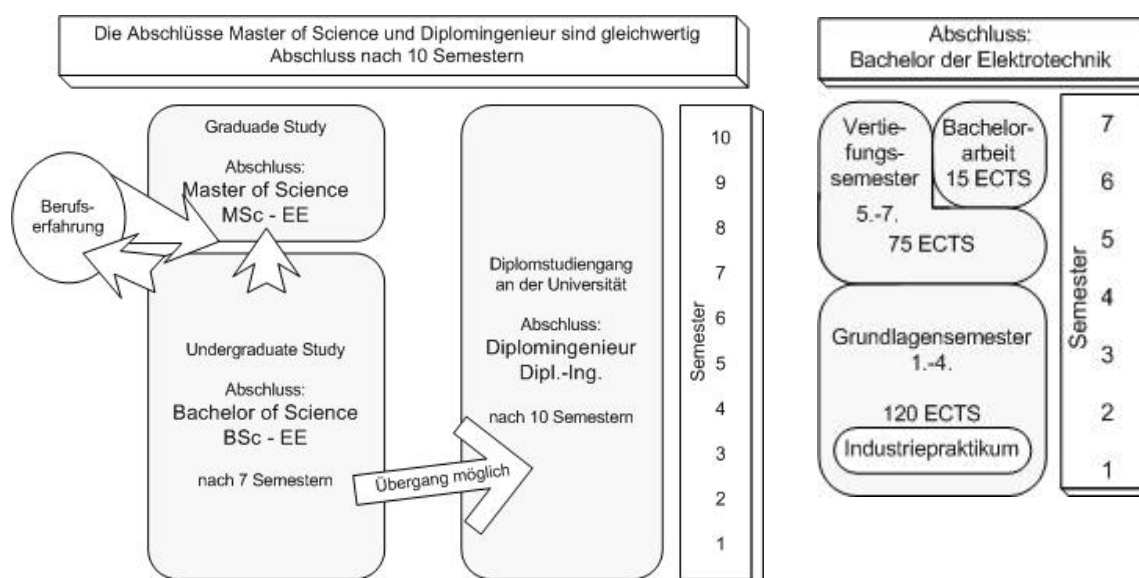 Die Abschlüsse Master of Science und Diplomingenieur sind gleichwertig
Abschluss nach 10 Semestern
Graduade Study
Abschluss:
Master of Science
MSc - EE
Berufs-
erfahrung
Undergraduate Study
Abschluss:
Bachelor of Science
BSc - EE
nach 7 Semestern
Übergang möglich
Diplomstudiengang
an der Universität
Abschluss:
Diplomingenieur
Dipl.-Ing.
nach 10 Semestern
Semester
10
9
8
7
6
5
4
3
2
1
Abschluss:
Bachelor der Elektrotechnik
Vertie-
fungs-
semester
5.-7.
75 ECTS
Bachelor-
arbeit
15 ECTS
Grundlagensemester
1.-4.
120 ECTS
Industriepraktikum
Semester
7
6
5
4
3
2
1